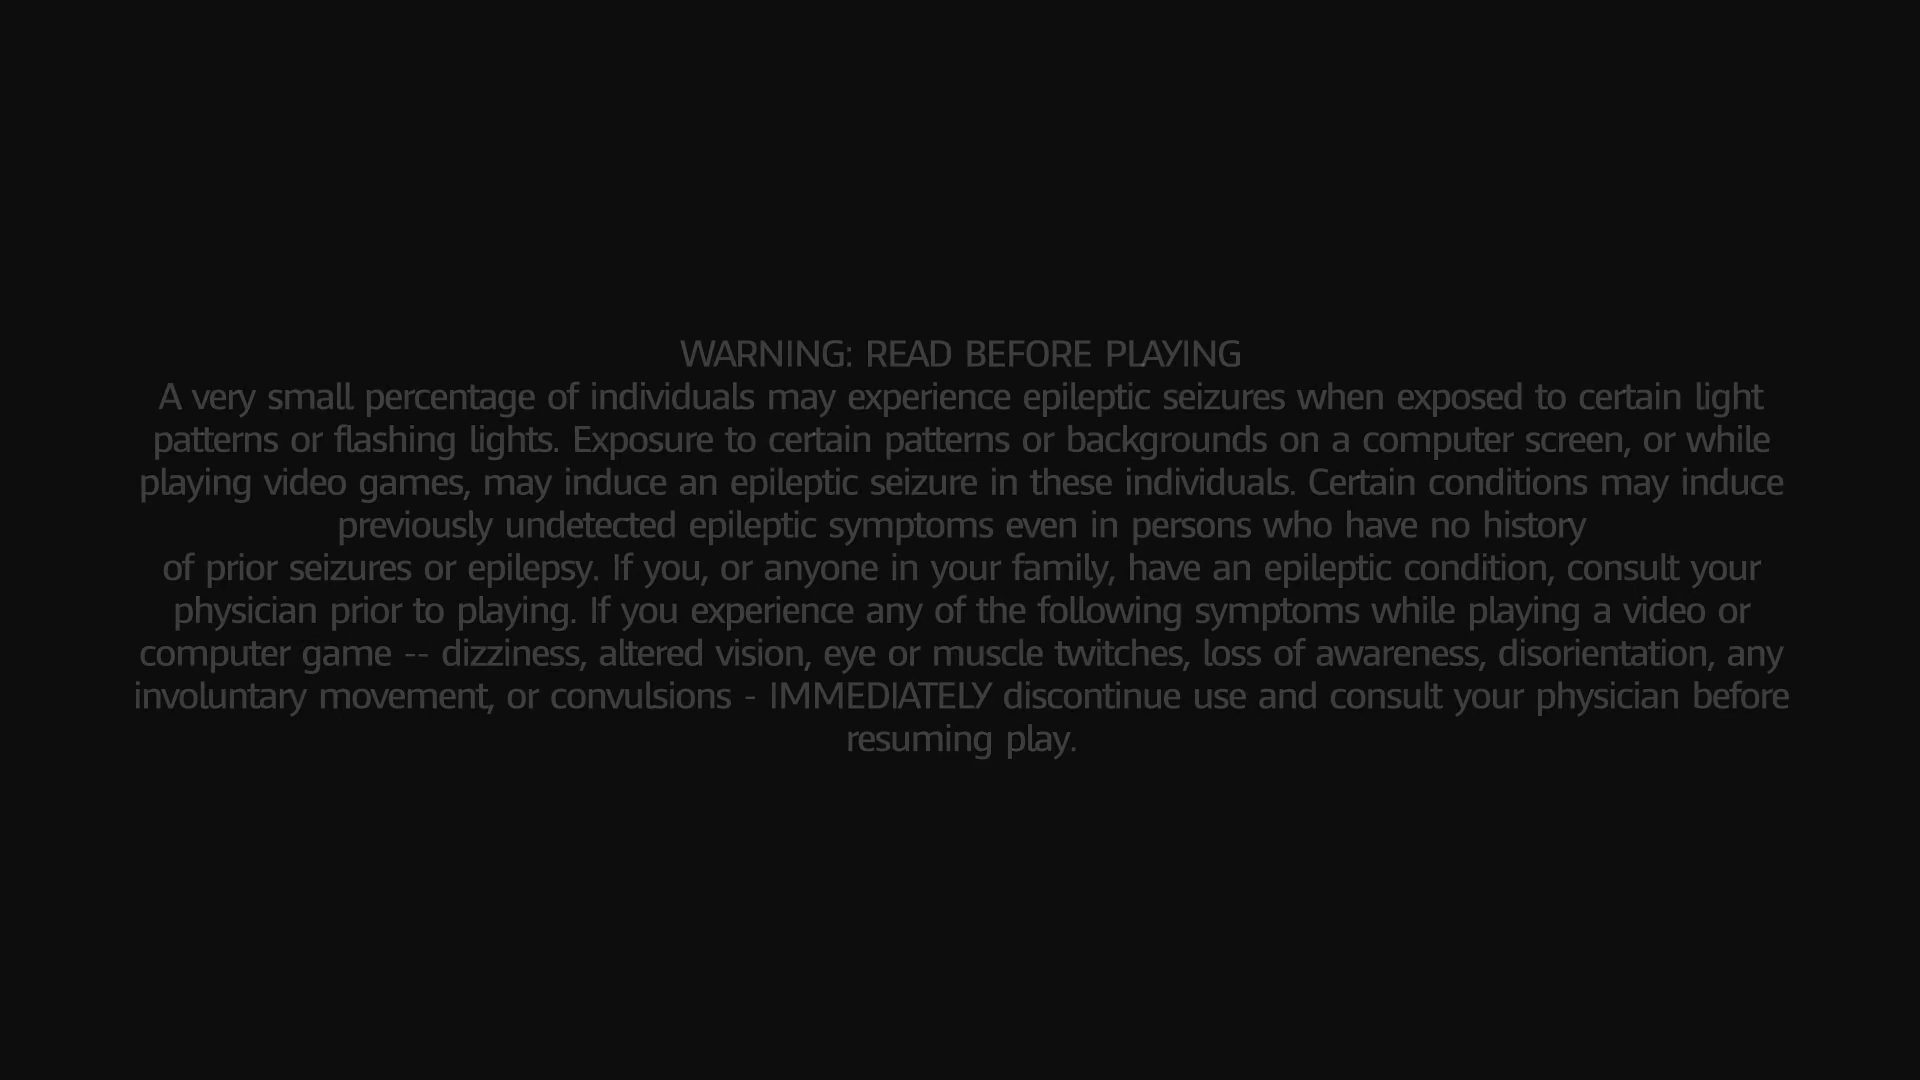 WARNING: READ BEFORE PLAYING
A very small percentage of individuals may experience epileptic seizures when exposed to certain light
patterns or flashing lights. Exposure to certain patterns or backgrounds on a computer screen, or while
playing video games, may induce an epileptic seizure in these individuals. Certain conditions may induce
previously undetected epileptic symptoms even in persons who have no history
of prior seizures or epilepsy. If you, or anyone in your family, have an epileptic condition, consult your
physician prior to playing. If you experience any of the following symptoms while playing a video or
computer game -- dizziness, altered vision, eye or muscle twitches, loss of awareness, disorientation, any
involuntary movement, or convulsions - IMMEDIATELY discontinue use and consult your physician before
resuming play.